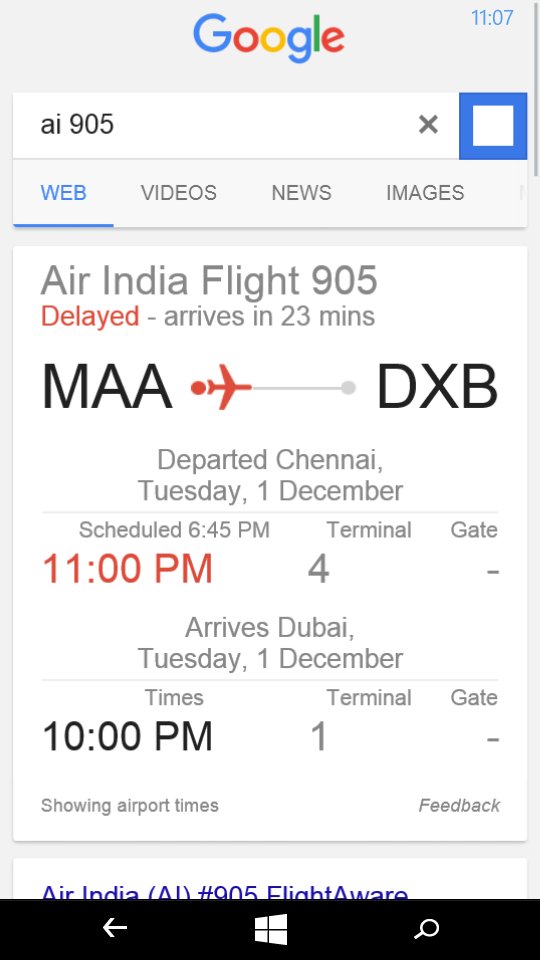 11:07
Google
ai 905
WEB VIDEOS NEWS IMAGES
Air India Flight 905
Delayed - arrives in 23 mins
MAA DXB
Departed Chennai,
Tuesday, 1 December
Scheduled 6:45 PM Terminal Gate
11:00 PM 4 -
Arrives Dubai,
Tuesday, 1 December
Times Terminal Gate
10:00 PM 1 -
Showing airport times Feedback
Air India (AI) #905 FlightAware